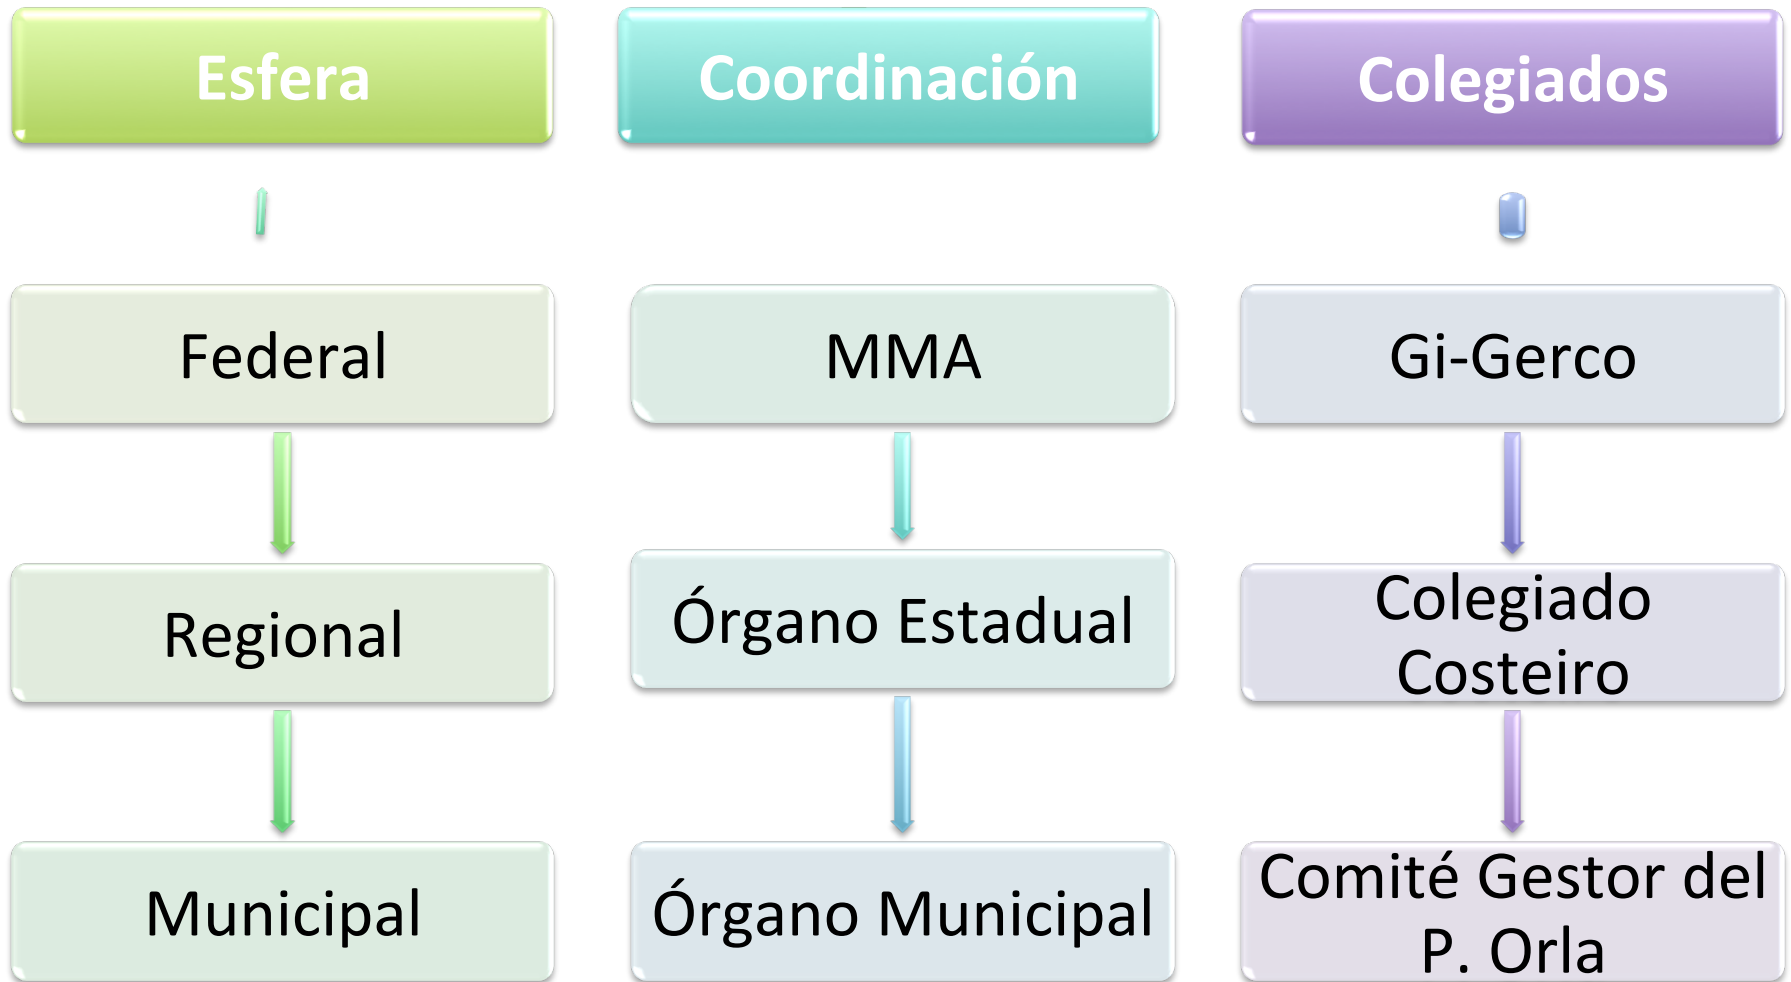 Esfera
Coordinación
Colegiados
Federal
MMA
Gi-Gerco
Regional
Órgano Estadual
Colegiado
Costeiro
Municipal
Órgano Municipal
Comité Gestor del
P. Orla